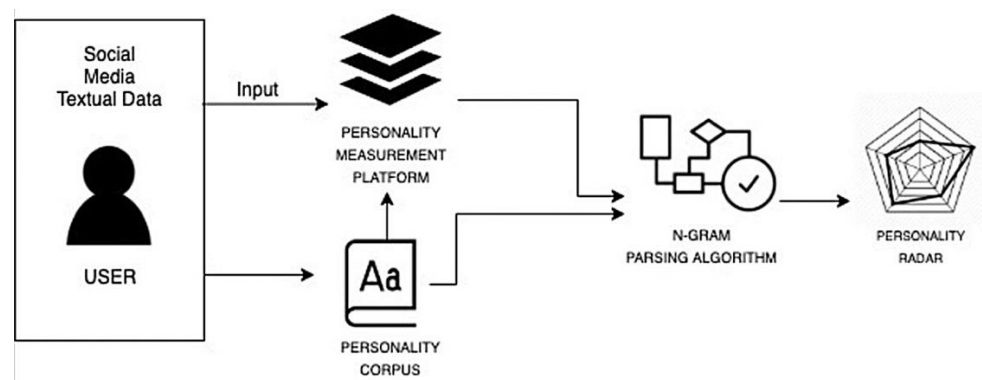 Social
Media
Textual Data
USER
Input
PERSONALITY
MEASUREMENT
PLATFORM
Aa
PERSONALITY
CORPUS
N-GRAM
PARSING ALGORITHM
PERSONALITY
RADAR